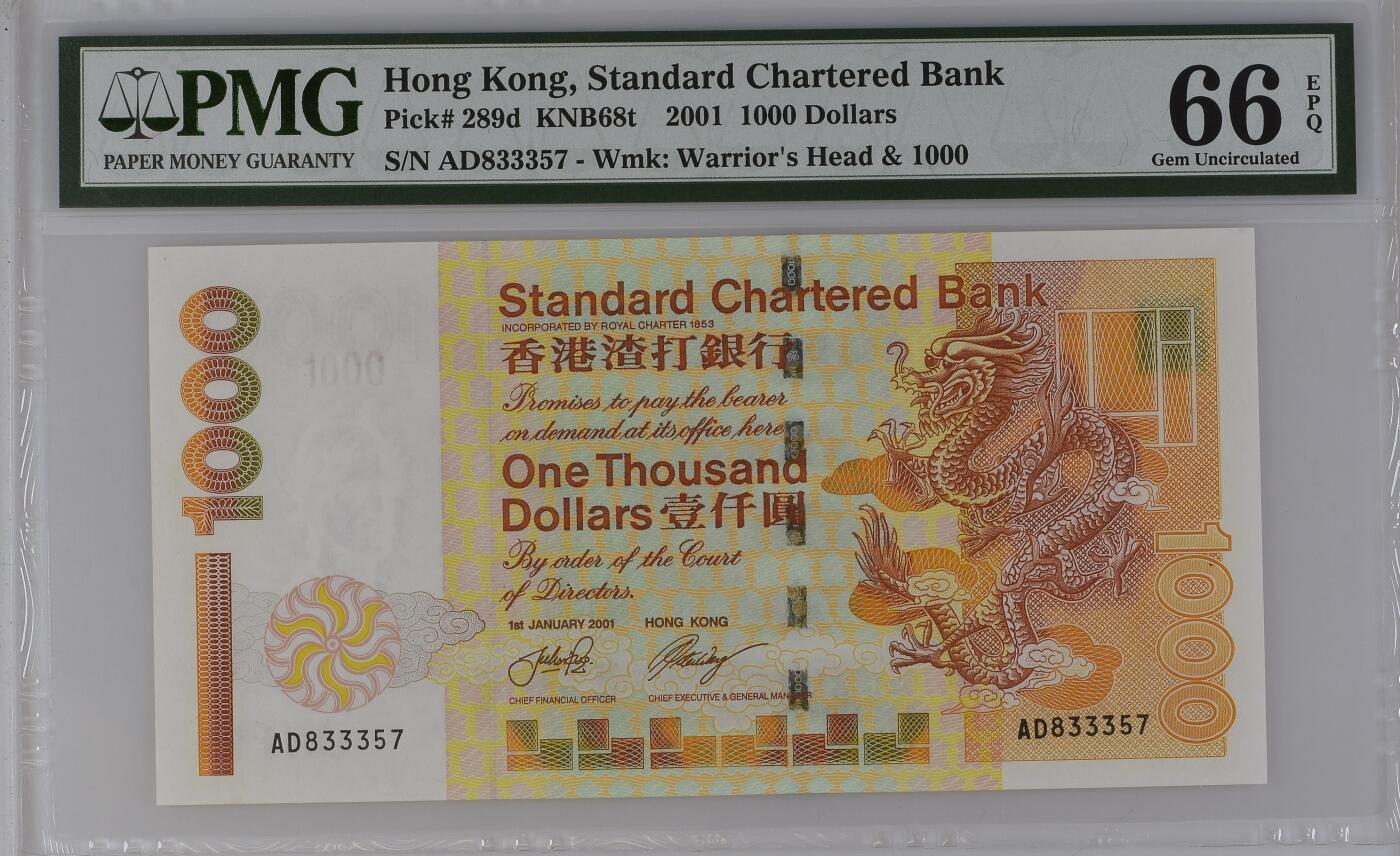 PMG
PAPER MONEY GUARANTY
Hong Kong, Standard Chartered Bank
Pick# 289d KNB68t 2001 1000 Dollars
S/N AD833357 - Wmk: Warrior's Head & 1000
66
EPQ
Gem Uncirculated
1000
1000
Standard Chartered Bank
INCORPORATED BY ROYAL CHARTER 1853
香港渣打銀行
Promises to pay the bearer
on demand at its office here
One Thousand
Dollars 壹仟圓
By order of the Court
of Directors.
1st JANUARY 2001 HONG KONG
CHIEF FINANCIAL OFFICER CHIEF EXECUTIVE & GENERAL MANAGER
AD833357
AD833357
1000